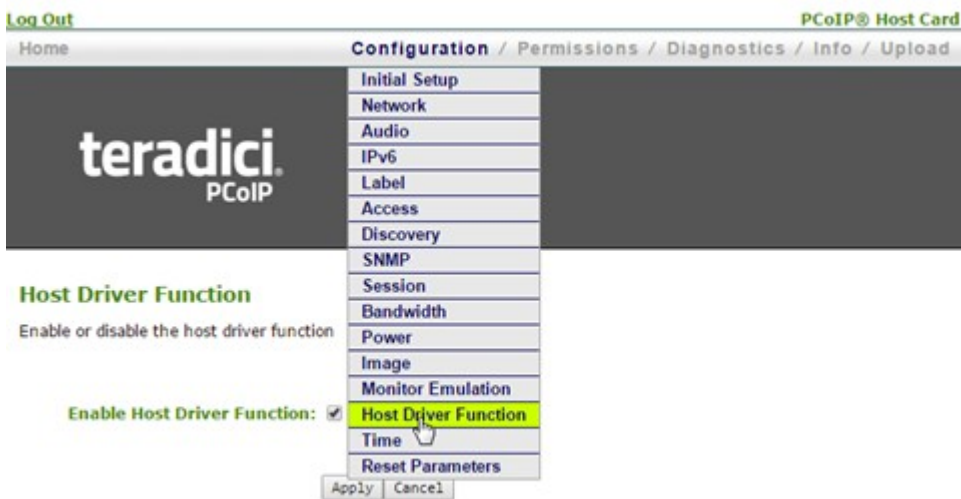 Log Out PCoIP® Host Card
Home Configuration / Permissions / Diagnostics / Info / Upload
Initial Setup
Network
Audio
IPv6
Label
Access
Discovery
SNMP
Session
Bandwidth
Power
Image
Monitor Emulation
Host Driver Function
Time
Reset Parameters
teradici.
PCoIP
Host Driver Function
Enable or disable the host driver function
Enable Host Driver Function:
Apply Cancel